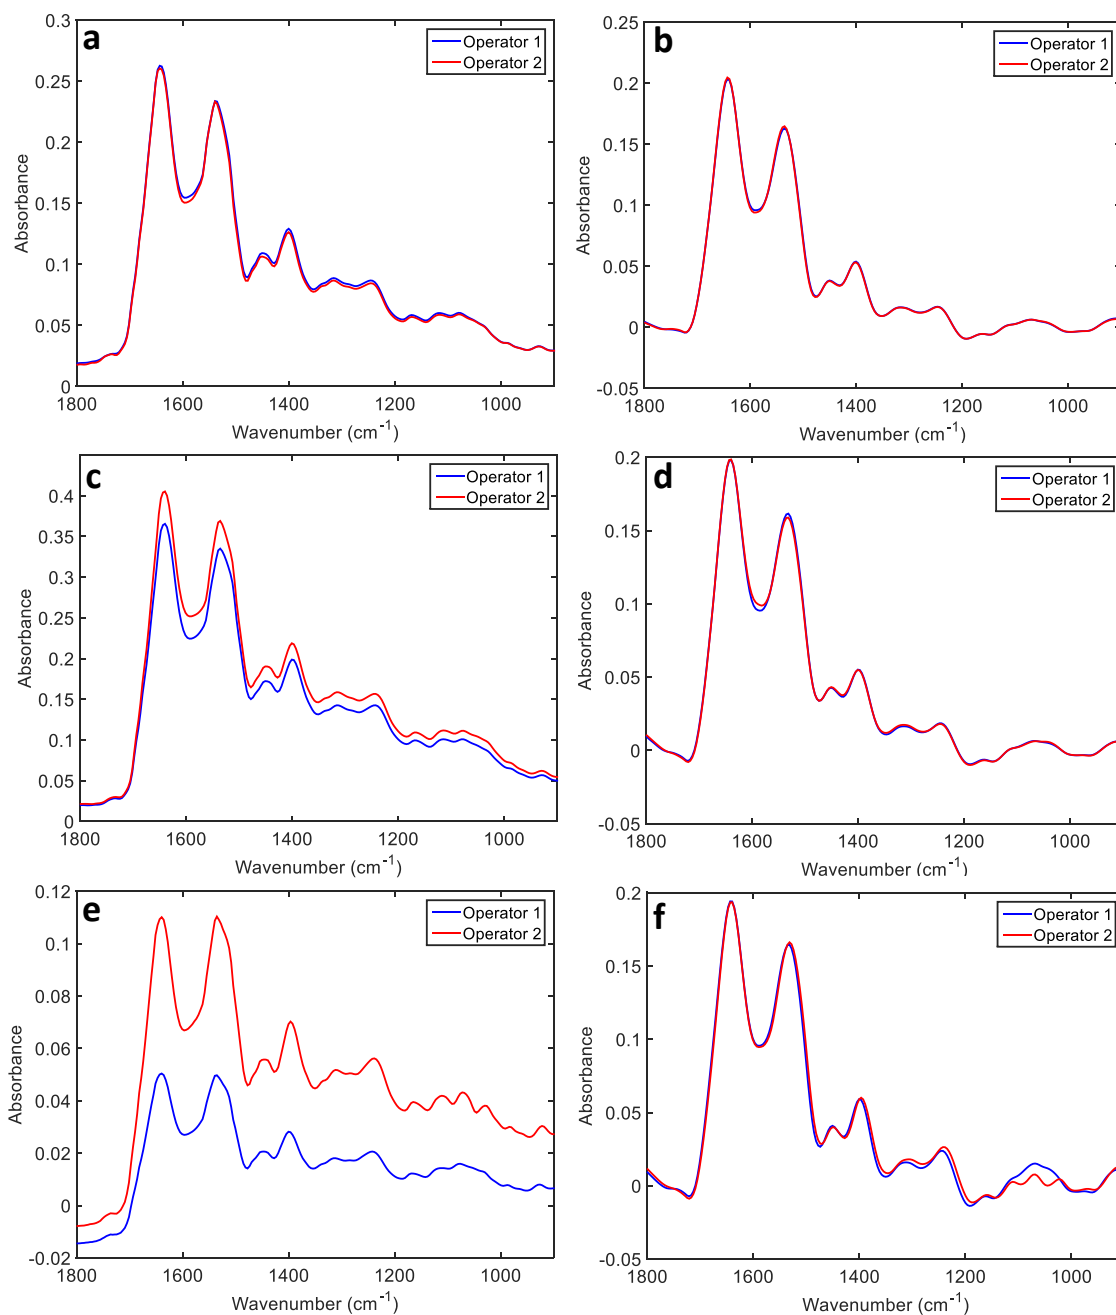 a
0.3
0.25
0.2
0.15
0.1
0.05
0
Absorbance
1800 1600 1400 1200 1000
Wavenumber (cm-1)
Operator 1
Operator 2
b
0.25
0.2
0.15
0.1
0.05
0
-0.05
Absorbance
1800 1600 1400 1200 1000
Wavenumber (cm-1)
Operator 1
Operator 2
c
0.4
0.35
0.3
0.25
0.2
0.15
0.1
0.05
0
Absorbance
1800 1600 1400 1200 1000
Wavenumber (cm-1)
Operator 1
Operator 2
d
0.2
0.15
0.1
0.05
0
-0.05
Absorbance
1800 1600 1400 1200 1000
Wavenumber (cm-1)
Operator 1
Operator 2
e
0.12
0.1
0.08
0.06
0.04
0.02
0
-0.02
Absorbance
1800 1600 1400 1200 1000
Wavenumber (cm-1)
Operator 1
Operator 2
f
0.2
0.15
0.1
0.05
0
-0.05
Absorbance
1800 1600 1400 1200 1000
Wavenumber (cm-1)
Operator 1
Operator 2